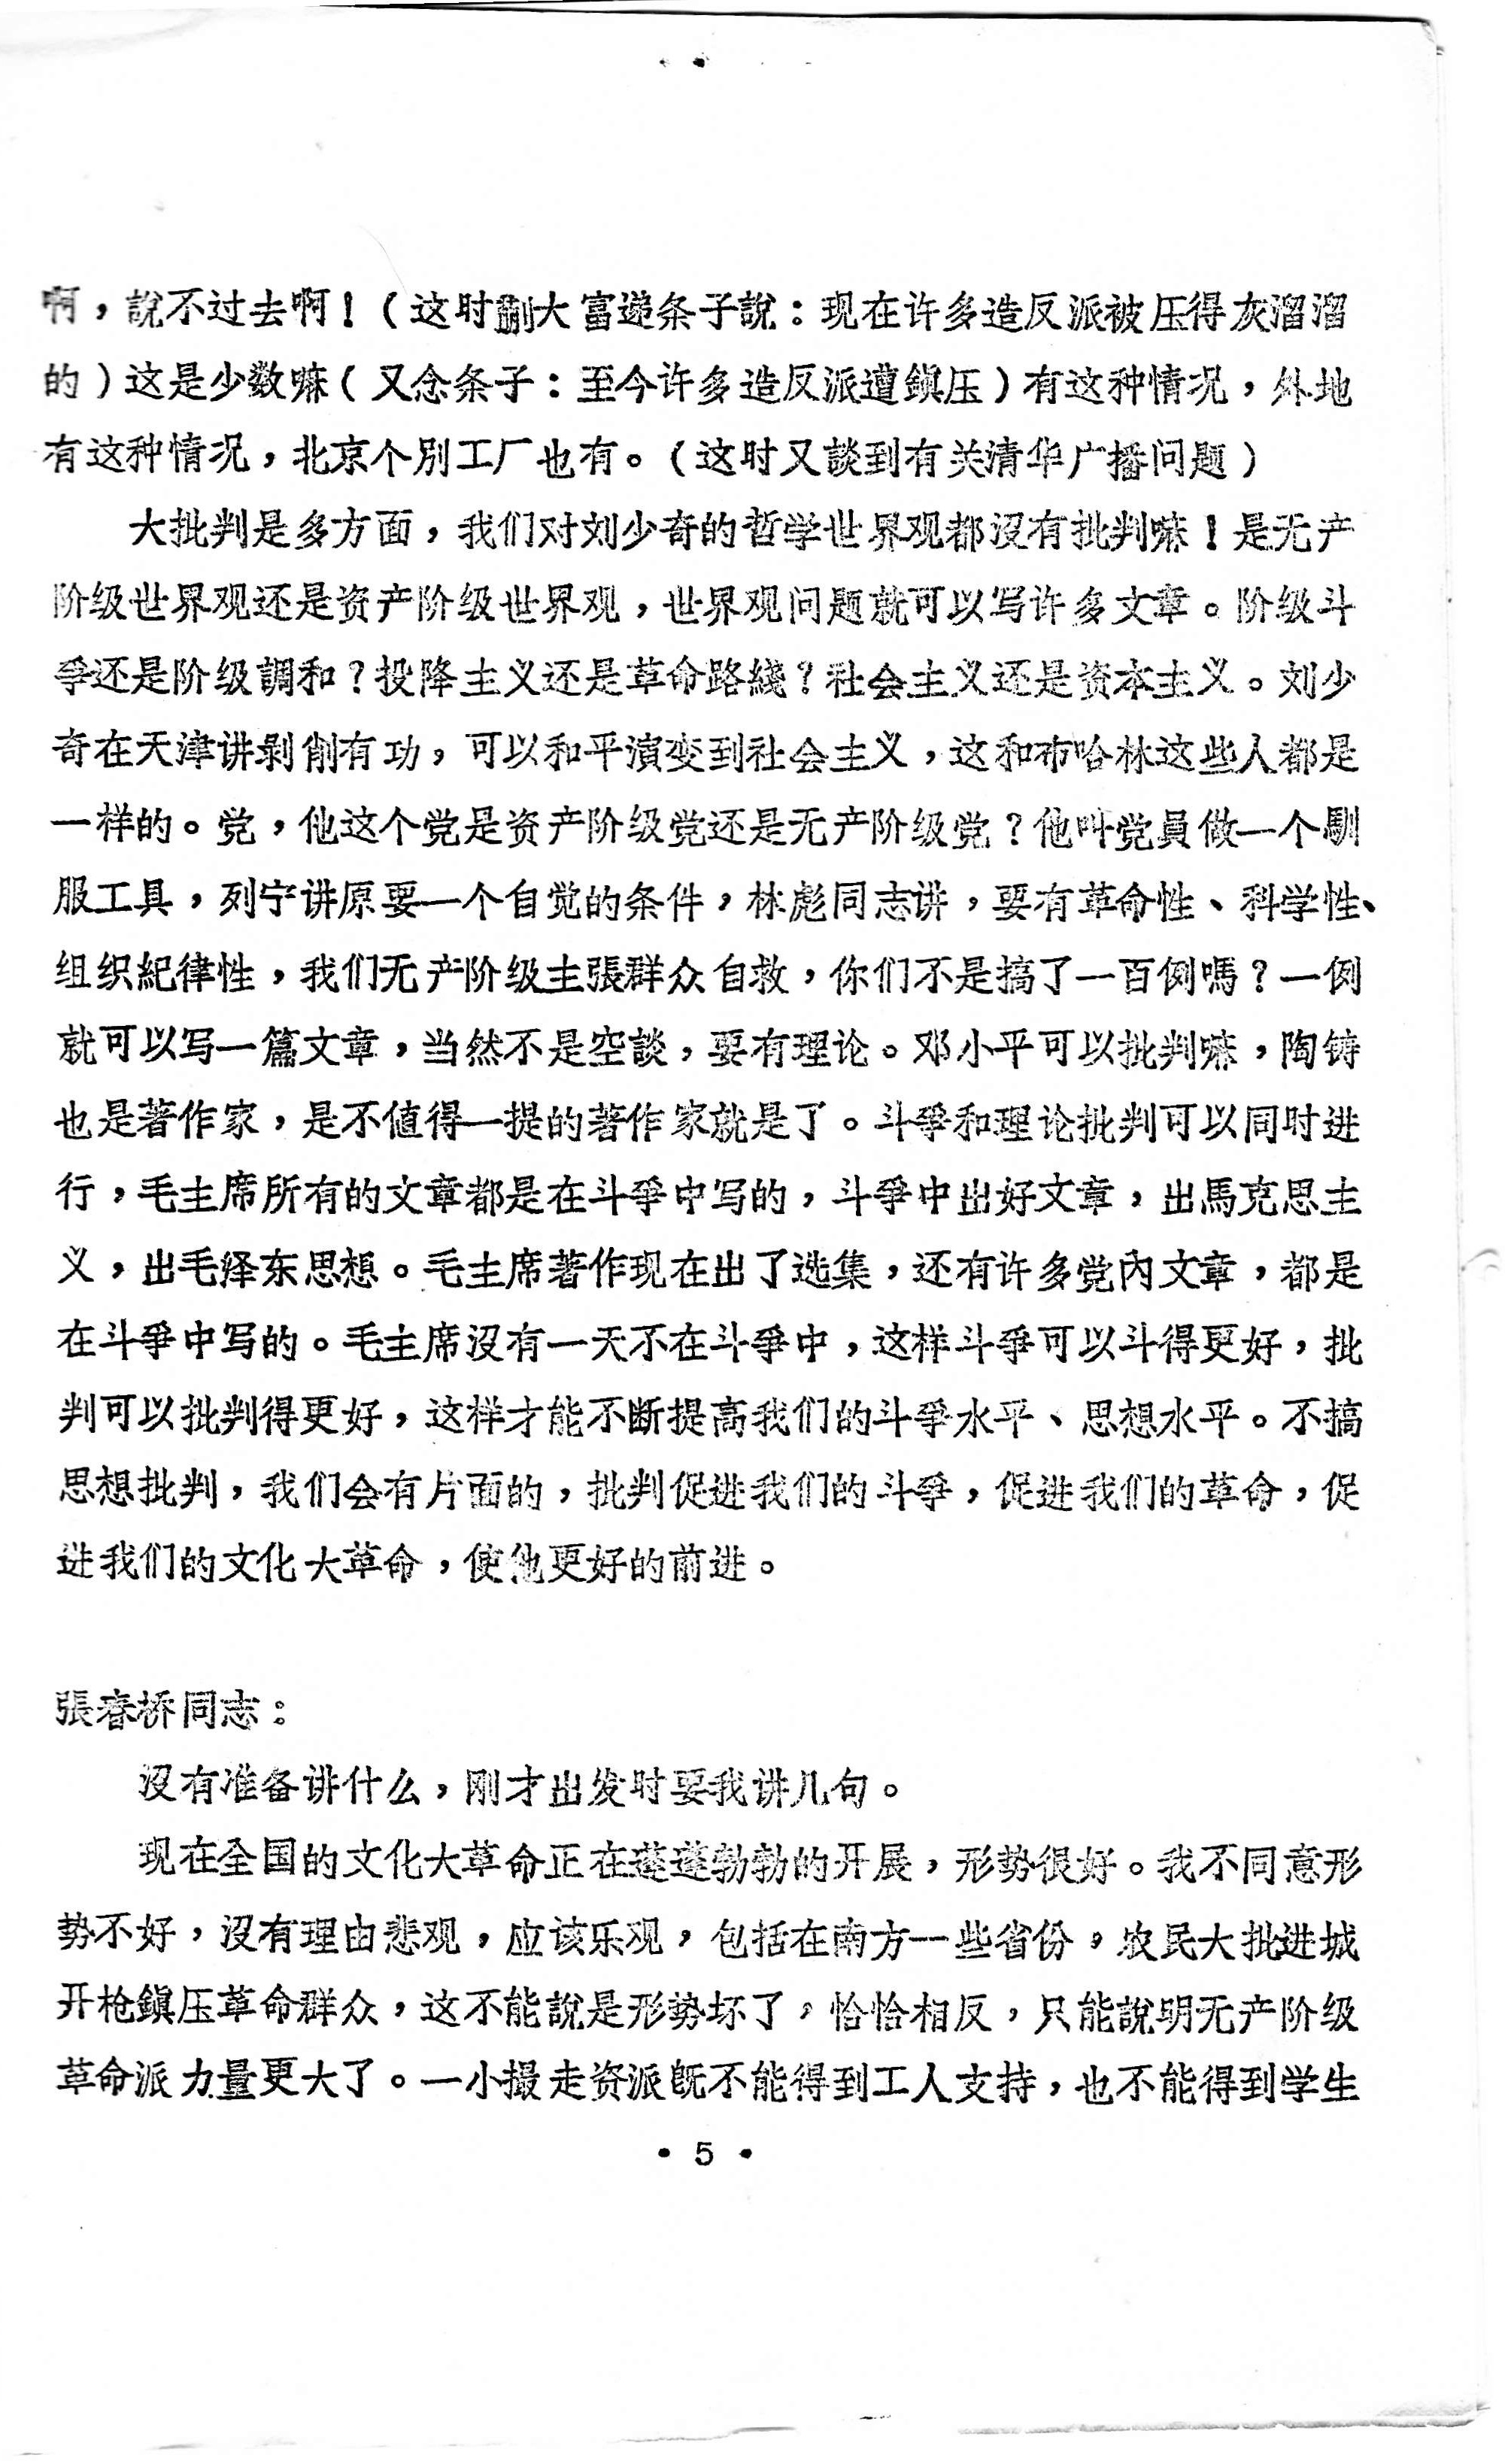 啊，說不过去啊！（这时蒯大富递条子說：现在许多造反派被压得灰溜溜
的）这是少数嘛（又念条子：至今许多造反派遭鎭压）有这种情况，外地
有这种情况，北京个別工厂也有。（这时又談到有关清华广播问题）
大批判是多方面，我们对刘少奇的哲学世界观都沒有批判嘛！是无产
阶级世界观还是资产阶级世界观，世界观问题就可以写许多文章。阶级斗
爭还是阶级調和？投降主义还是革命路綫？社会主义还是资本主义。刘少
奇在天津讲剝削有功，可以和平演变到社会主义，这和布哈林这些人都是
一样的。党，他这个党是资产阶级党还是无产阶级党？他叫党員做一个馴
服工具，列宁讲原要一个自觉的条件，林彪同志讲，要有革命性、科学性、
组织紀律性，我们无产阶级主張群众自救，你们不是搞了一百例嗎？一例
就可以写一篇文章，当然不是空談，要有理论。邓小平可以批判嘛，陶铸
也是著作家，是不值得一提的著作家就是了。斗爭和理论批判可以同时进
行，毛主席所有的文章都是在斗爭中写的，斗爭中出好文章，出馬克思主
义，出毛泽东思想。毛主席著作现在出了选集，还有许多党內文章，都是
在斗爭中写的。毛主席沒有一天不在斗爭中，这样斗爭可以斗得更好，批
判可以批判得更好，这样才能不断提高我们的斗爭水平、思想水平。不搞
思想批判，我们会有片面的，批判促进我们的斗爭，促进我们的革命，促
进我们的文化大革命，使他更好的前进。
張春桥同志：
沒有准备讲什么，刚才出发时要我讲几句。
现在全国的文化大革命正在蓬蓬勃勃的开展，形势很好。我不同意形
势不好，沒有理由悲观，应该乐观，包括在南方一些省份，农民大批进城
开枪鎭压革命群众，这不能說是形势坏了，恰恰相反，只能說明无产阶级
革命派力量更大了。一小撮走资派旣不能得到工人支持，也不能得到学生
• 5 •